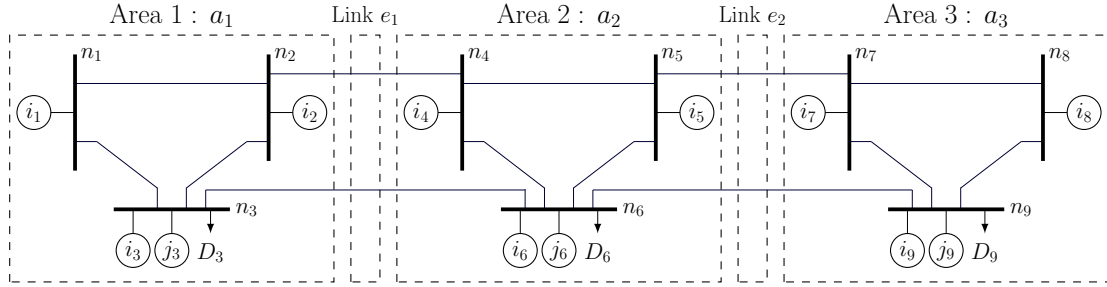 Area 1 : a₁ Link e₁ Area 2 : a₂ Link e₂ Area 3 : a₃
n₁ n₂ n₄ n₅ n₇ n₈
i₁ i₂ i₄ i₅ i₇ i₈
n₃ n₆ n₉
i₃ j₃ D₃ i₆ j₆ D₆ i₉ j₉ D₉